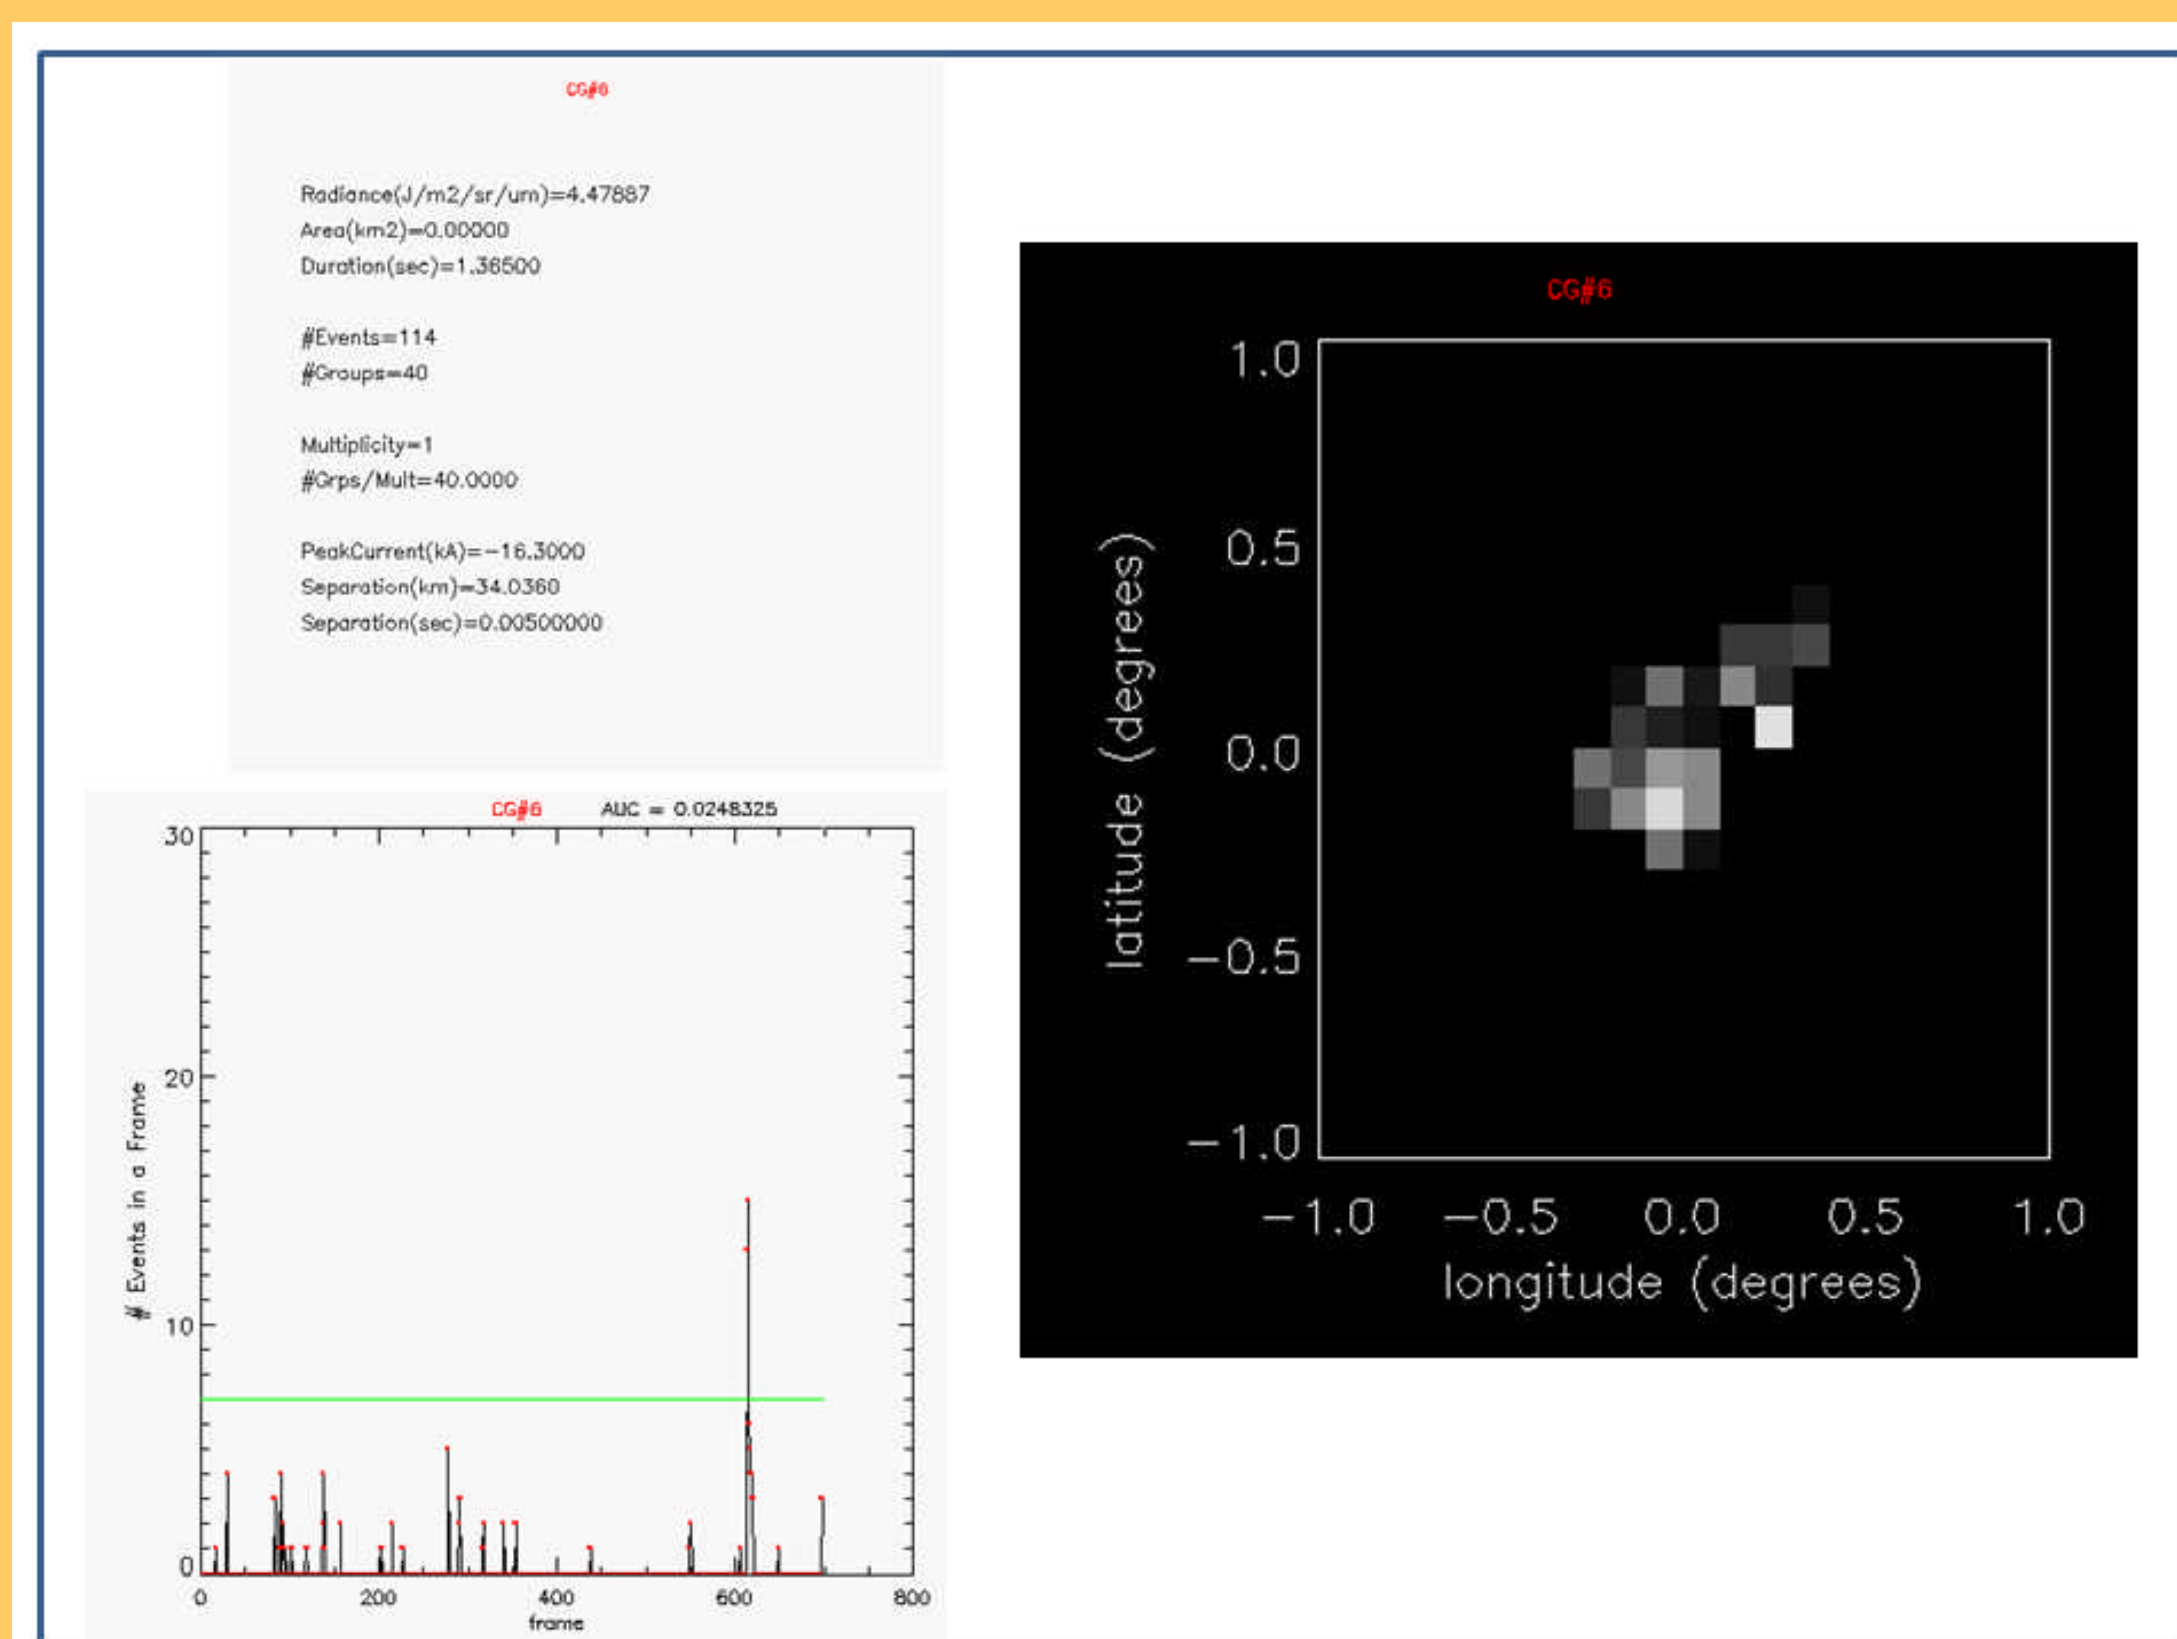 CG#6
Radiance(J/m2/sr/um)=4.47887
Area(km2)=0.00000
Duration(sec)=1.36500
#Events=114
#Groups=40
Multiplicity=1
#Grps/Mult=40.0000
PeakCurrent(kA)=-16.3000
Separation(km)=34.0360
Separation(sec)=0.00500000
CG#6 AUC = 0.0248325
30
20
10
0
# Events in a Frame
0 200 400 600 800
frame
CG#6
1.0
0.5
0.0
-0.5
-1.0
latitude (degrees)
-1.0 -0.5 0.0 0.5 1.0
longitude (degrees)